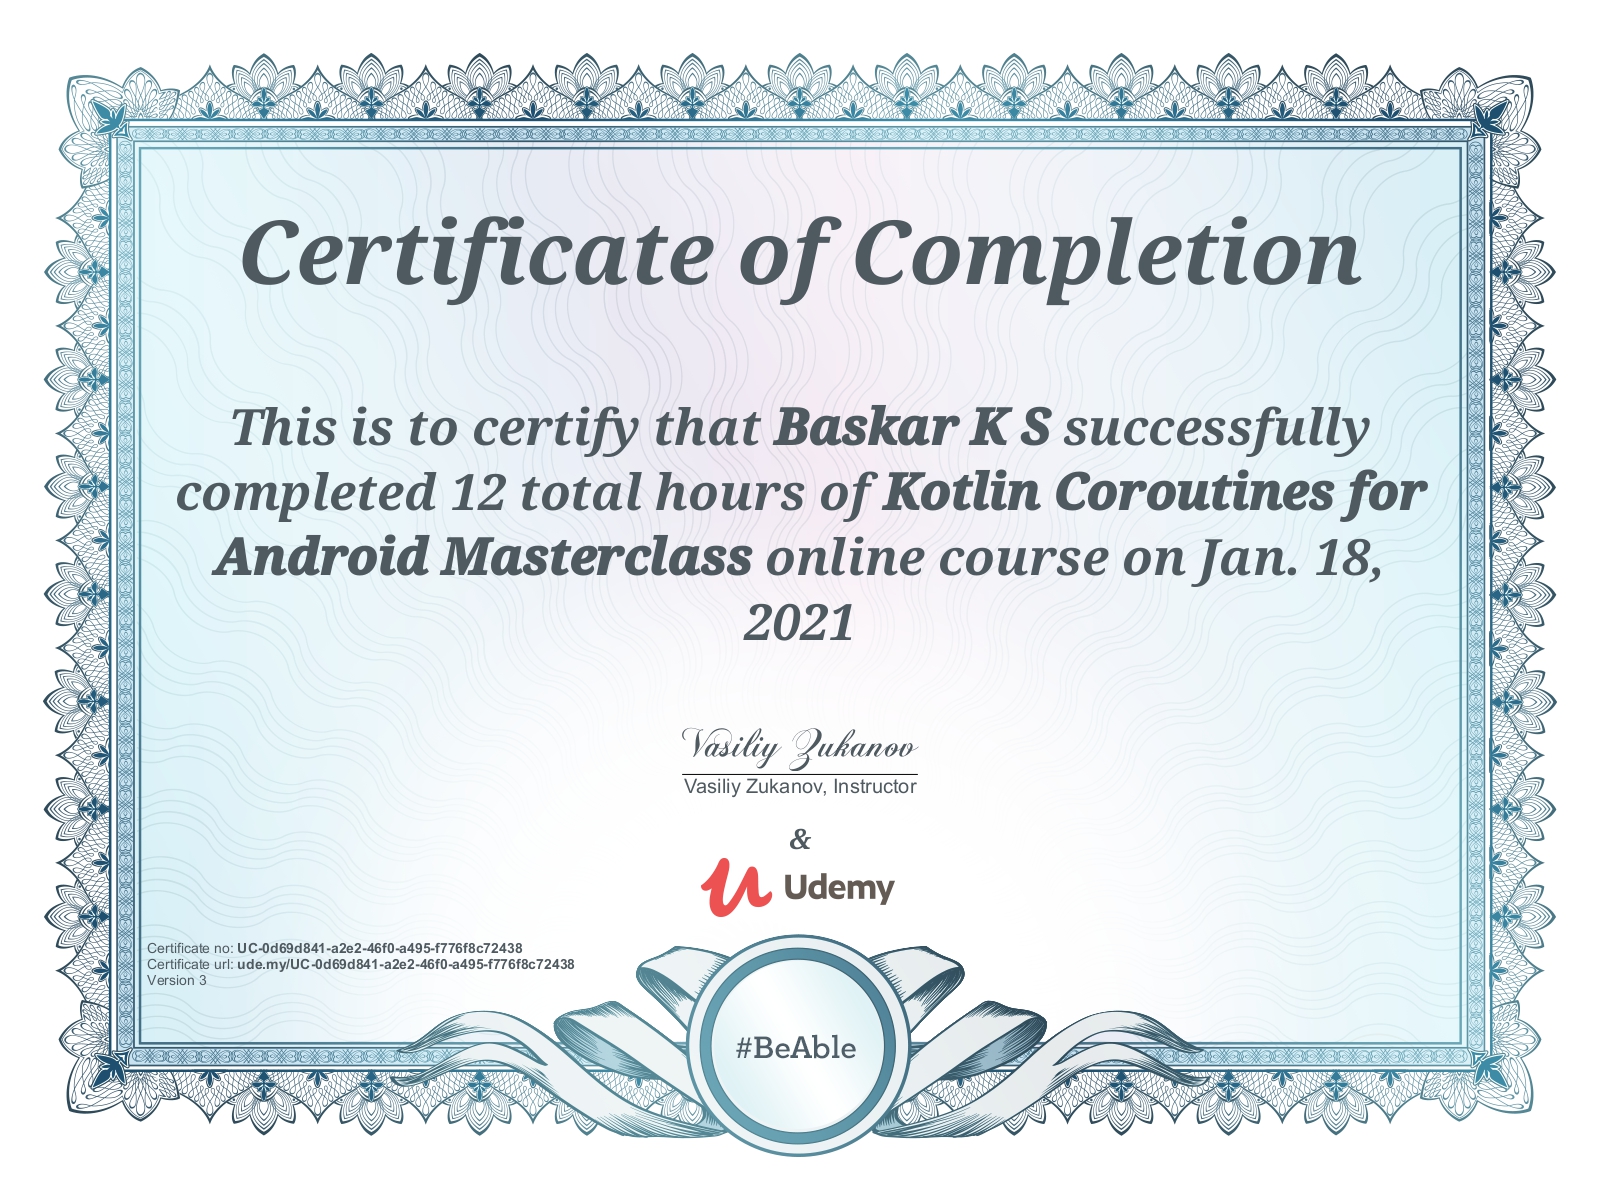 Certificate of Completion
This is to certify that Baskar K S successfully
completed 12 total hours of Kotlin Coroutines for
Android Masterclass online course on Jan. 18,
2021
Vasiliy Zukanov
Vasiliy Zukanov, Instructor
&
Udemy
Certificate no: UC-0d69d841-a2e2-46f0-a495-f776f8c72438
Certificate url: ude.my/UC-0d69d841-a2e2-46f0-a495-f776f8c72438
Version 3
#BeAble